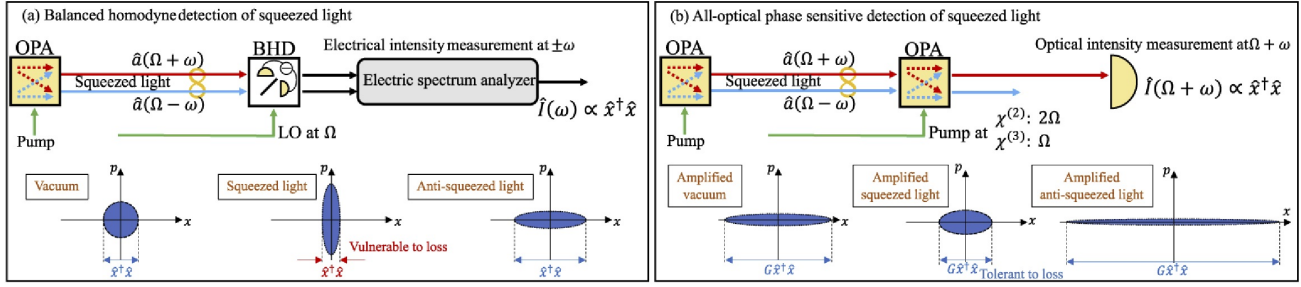 (a) Balanced homodyne detection of squeezed light
OPA
BHD
Electrical intensity measurement at ±ω
â(Ω + ω)
Squeezed light
â(Ω − ω)
Electric spectrum analyzer
Î(ω) ∝ x̂†x̂
LO at Ω
Pump
Vacuum
p
x
x̂†x̂
Squeezed light
p
x
Vulnerable to loss
x̂†x̂
Anti-squeezed light
p
x
x̂†x̂
(b) All-optical phase sensitive detection of squeezed light
OPA
OPA
Optical intensity measurement atΩ + ω
â(Ω + ω)
Squeezed light
â(Ω − ω)
Î(Ω + ω) ∝ x̂†x̂
Pump
Pump at
χ(2): 2Ω
χ(3): Ω
Amplified
vacuum
p
x
Gx̂†x̂
Amplified
squeezed light
p
x
Gx̂†x̂
Tolerant to loss
Amplified
anti-squeezed light
p
x
Gx̂†x̂